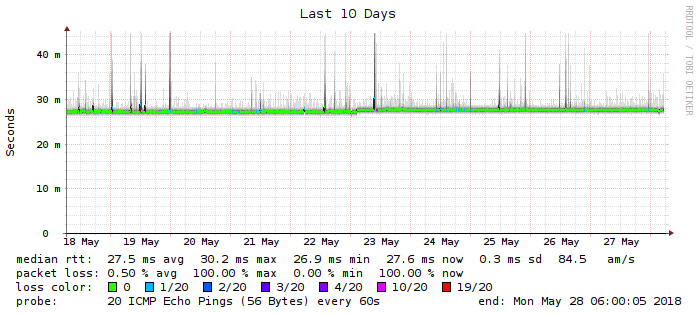 Last 10 Days
RRDTOOL / TOBI OETIKER
Seconds
40 m
30 m
20 m
10 m
0
18 May 19 May 20 May 21 May 22 May 23 May 24 May 25 May 26 May 27 May
median rtt: 27.5 ms avg 30.2 ms max 26.9 ms min 27.6 ms now 0.3 ms sd 84.5 am/s
packet loss: 0.50 % avg 100.00 % max 0.00 % min 100.00 % now
loss color: 0 1/20 2/20 3/20 4/20 10/20 19/20
probe: 20 ICMP Echo Pings (56 Bytes) every 60s end: Mon May 28 06:00:05 2018